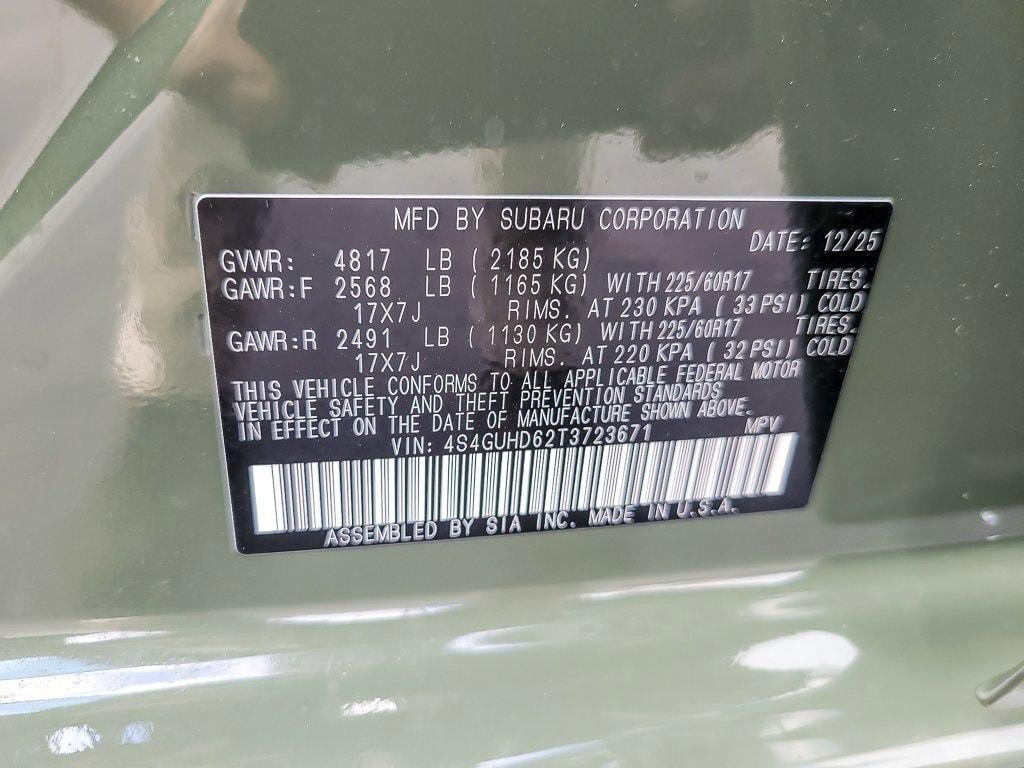 MFD BY SUBARU CORPORATION
DATE: 12/25
GVWR: 4817 LB ( 2185 KG)
GAWR:F 2568 LB ( 1165 KG) WITH 225/60R17 TIRES.
17X7J RIMS. AT 230 KPA ( 33 PSI) COLD
GAWR:R 2491 LB ( 1130 KG) WITH 225/60R17 TIRES.
17X7J RIMS. AT 220 KPA ( 32 PSI) COLD
THIS VEHICLE CONFORMS TO ALL APPLICABLE FEDERAL MOTOR
VEHICLE SAFETY AND THEFT PREVENTION STANDARDS
IN EFFECT ON THE DATE OF MANUFACTURE SHOWN ABOVE.
VIN: 4S4GUHD62T3723671 MPV
ASSEMBLED BY SIA INC. MADE IN U.S.A.